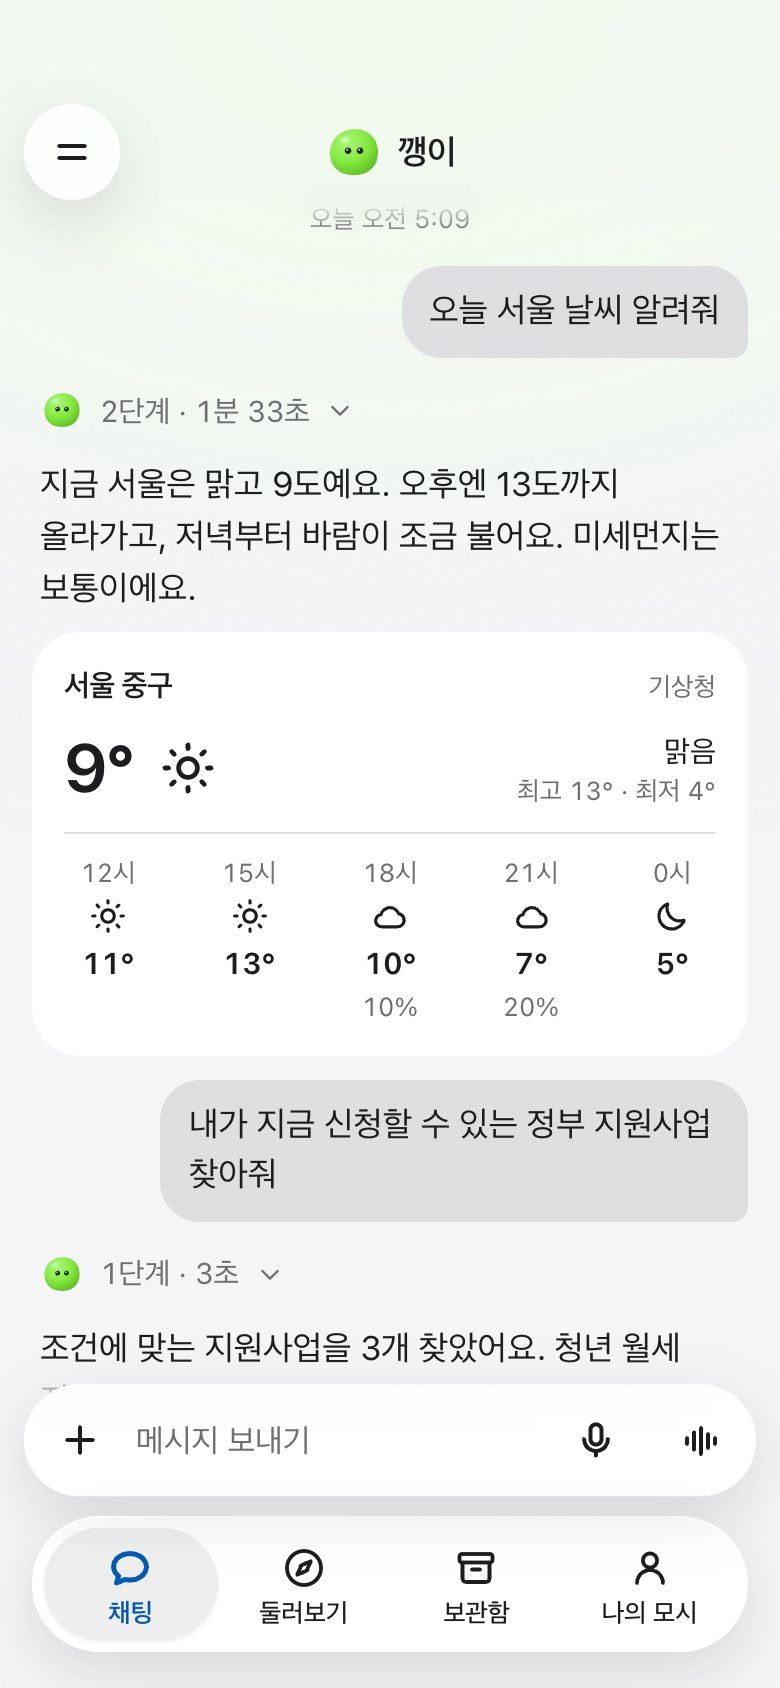 깽이
오늘 오전 5:09
오늘 서울 날씨 알려줘
2단계 · 1분 33초
지금 서울은 맑고 9도예요. 오후엔 13도까지
올라가고, 저녁부터 바람이 조금 불어요. 미세먼지는
보통이에요.
서울 중구
기상청
9°
맑음
최고 13° · 최저 4°
12시 15시 18시 21시 0시
11° 13° 10° 7° 5°
10% 20%
내가 지금 신청할 수 있는 정부 지원사업
찾아줘
1단계 · 3초
조건에 맞는 지원사업을 3개 찾았어요. 청년 월세
메시지 보내기
채팅 둘러보기 보관함 나의 모시